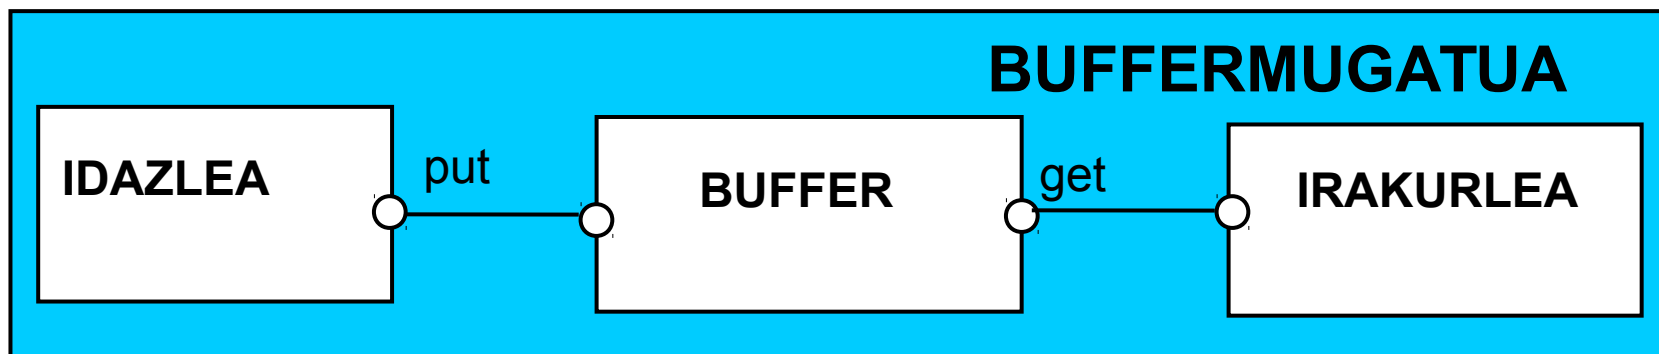 BUFFERMUGATUA
IDAZLEA
put
BUFFER
get
IRAKURLEA